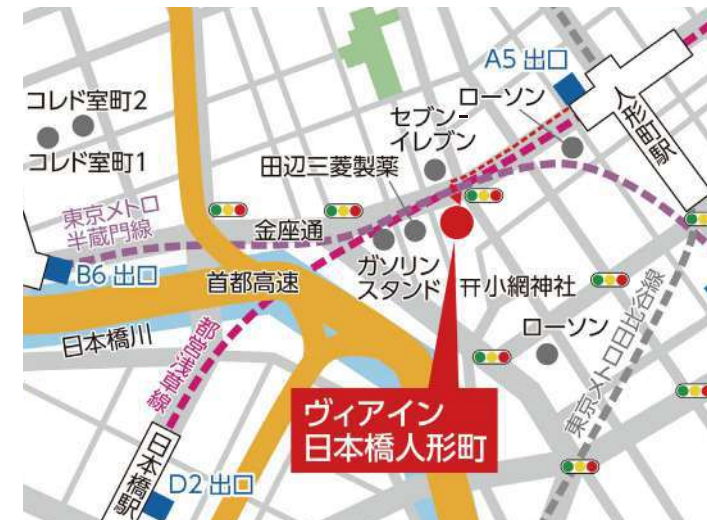 A5 出口
ローソン
人形町駅
セブン-
イレブン
コレド室町2
コレド室町1
田辺三菱製薬
東京メトロ
半蔵門線
金座通
B6 出口
首都高速
ガソリン
スタンド
小網神社
ローソン
日本橋川
都営浅草線
東京メトロ日比谷線
ヴィアイン
日本橋人形町
日本橋駅
D2 出口